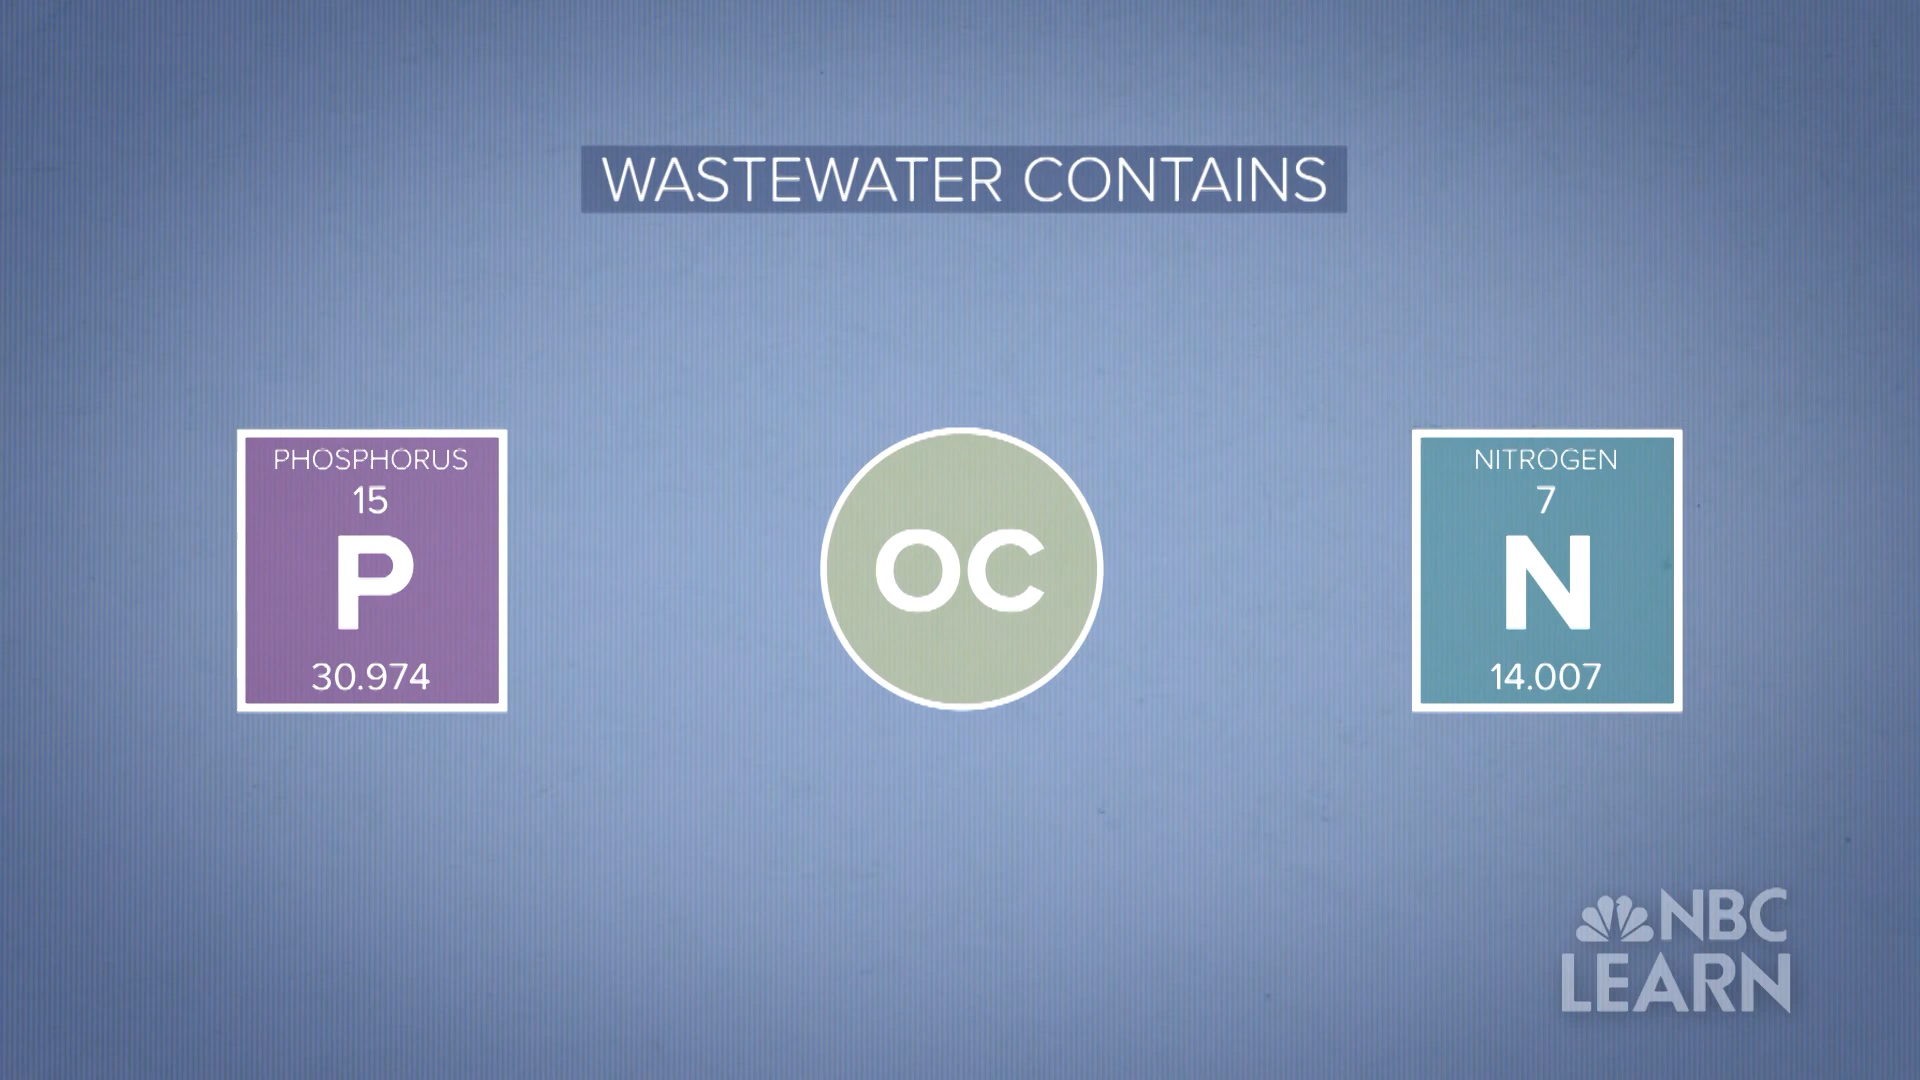 WASTEWATER CONTAINS
PHOSPHORUS
15
P
30.974
OC
NITROGEN
7
N
14.007
NBC
LEARN